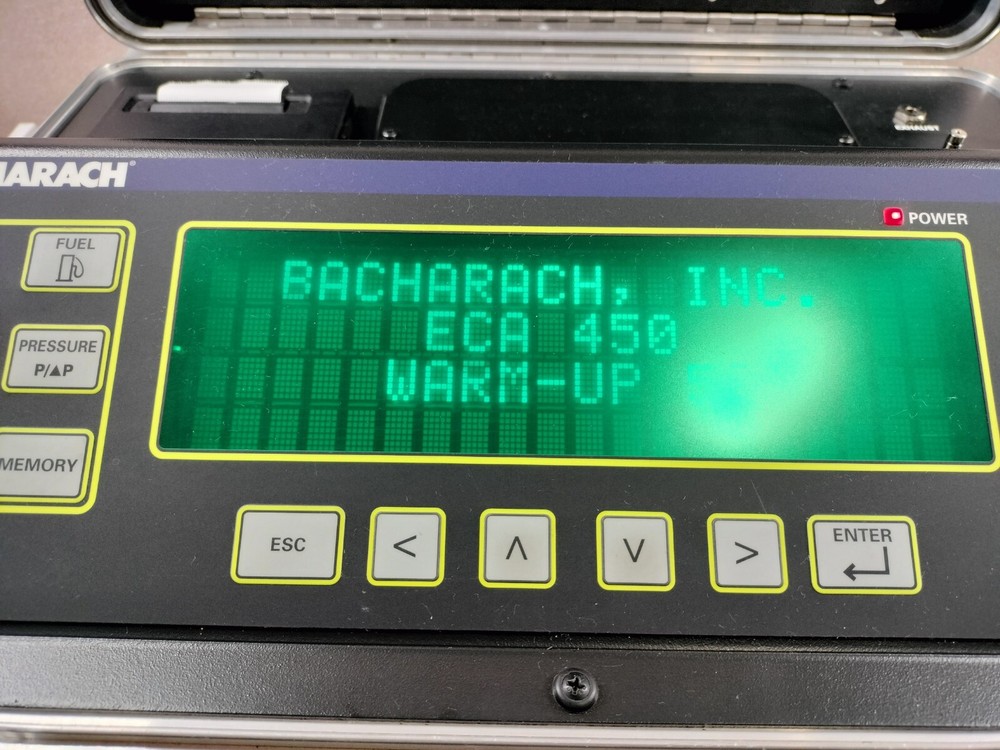 HARACH®
POWER
FUEL
PRESSURE
P/▲P
MEMORY
BACHARACH, INC.
ECA 450
WARM-UP
ESC
<
Λ
V
>
ENTER